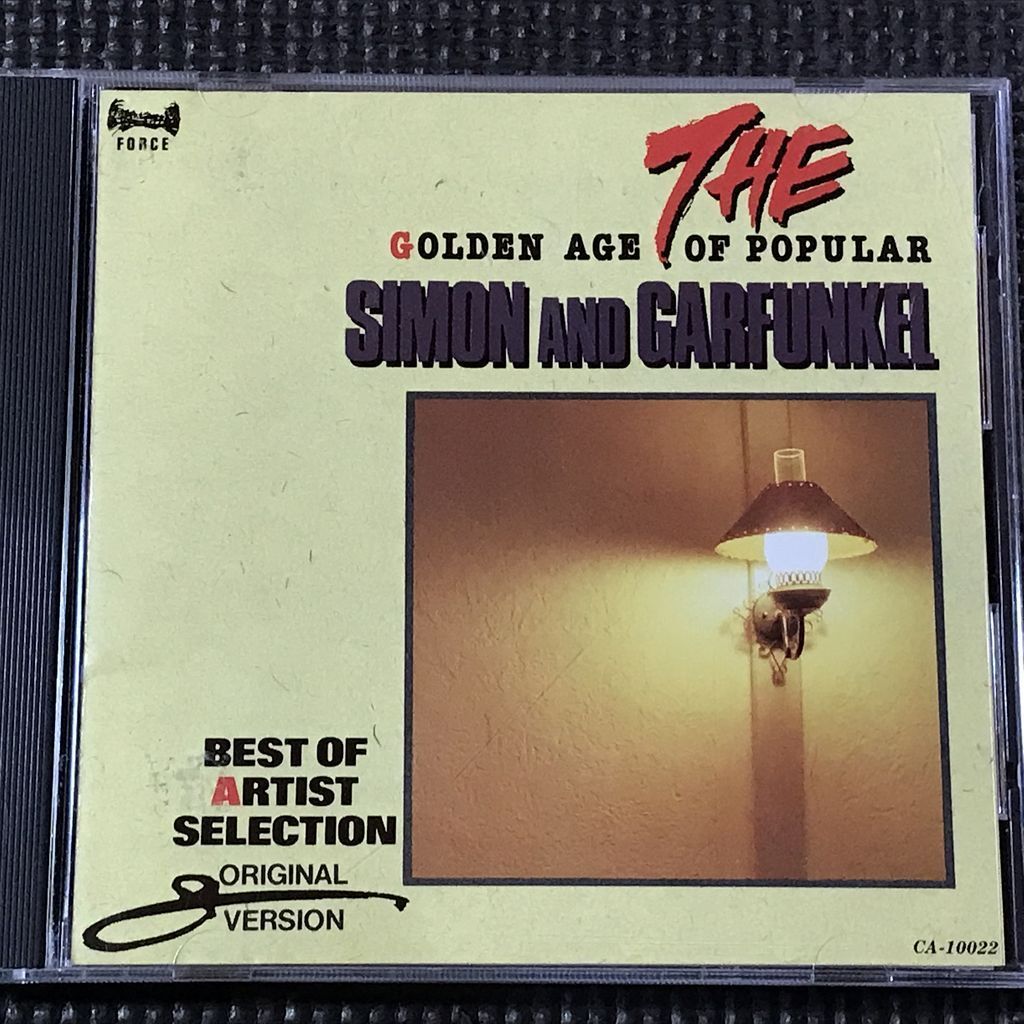 FORCE
THE
GOLDEN AGE OF POPULAR
SIMON AND GARFUNKEL
BEST OF
ARTIST
SELECTION
ORIGINAL
VERSION
CA-10022